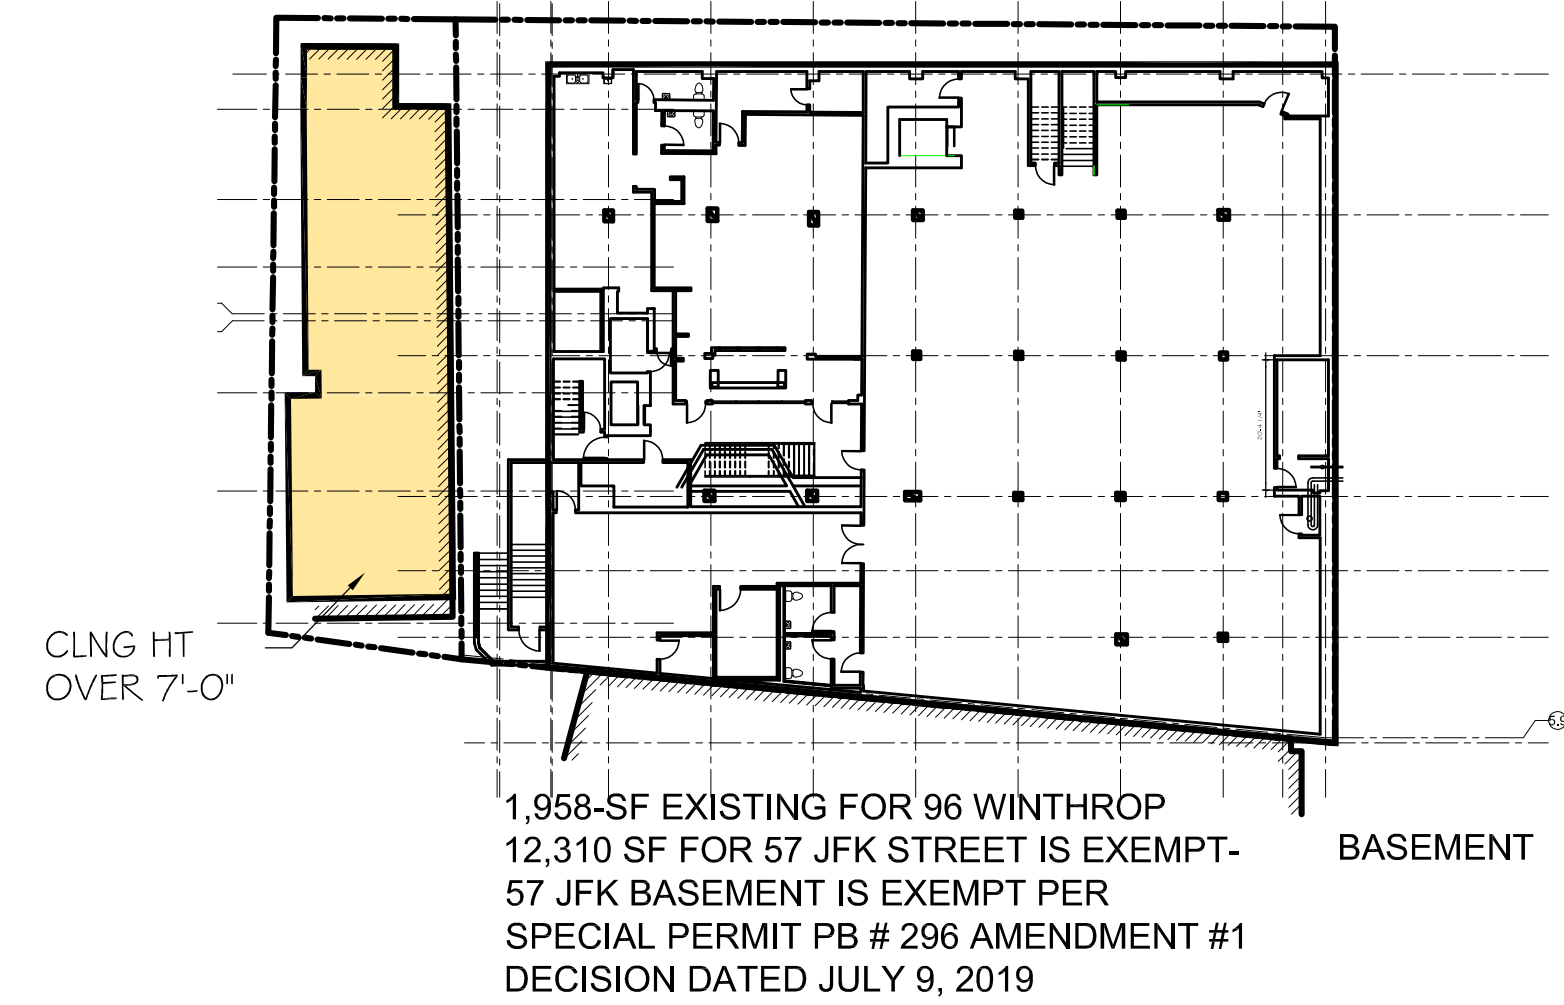 CLNG HT
OVER 7'-0"
1,958-SF EXISTING FOR 96 WINTHROP
12,310 SF FOR 57 JFK STREET IS EXEMPT-
57 JFK BASEMENT IS EXEMPT PER
SPECIAL PERMIT PB # 296 AMENDMENT #1
DECISION DATED JULY 9, 2019
BASEMENT